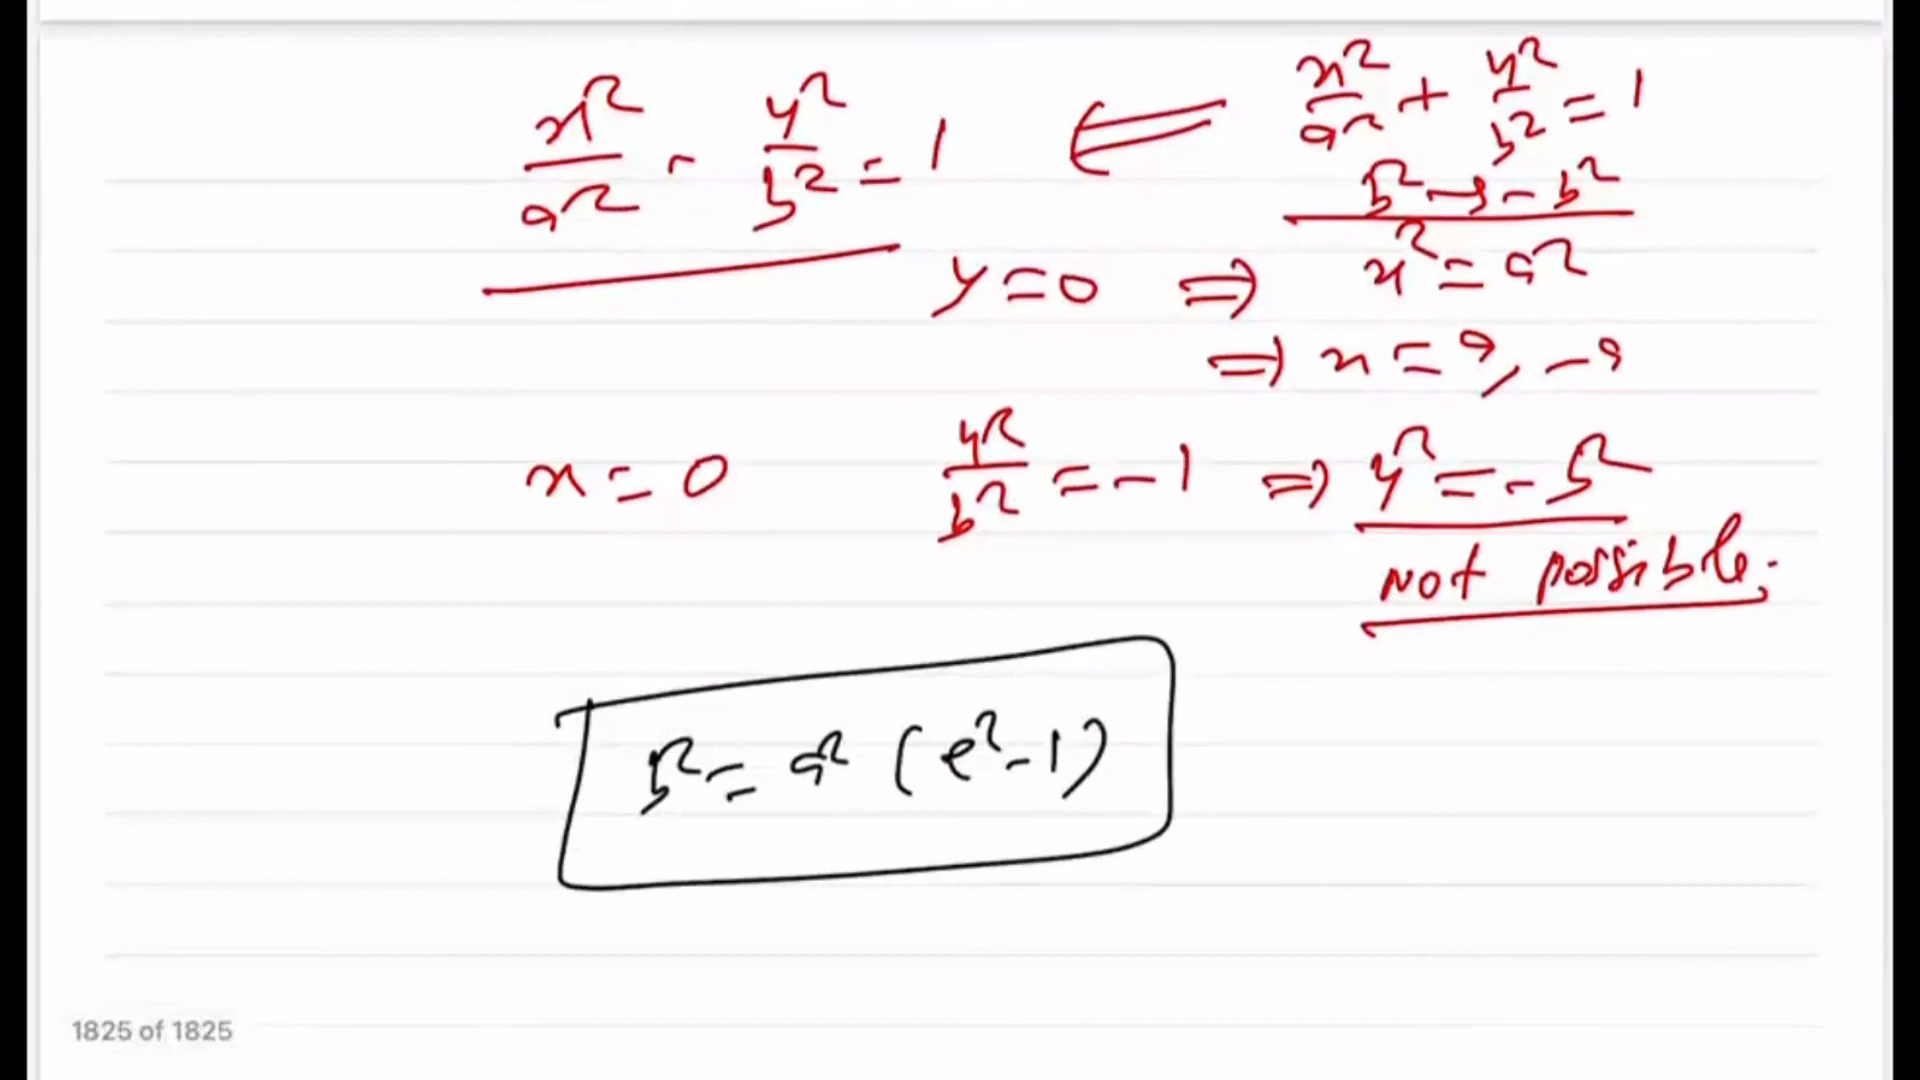 x²/a² - y²/b² = 1 ⇐ x²/a² + y²/b² = 1
b² → - b²
y = 0 ⇒ x² = a²
⇒ x = a, -a
x = 0 y²/b² = -1 ⇒ y² = - b²
Not possible.
b² = a² (e² - 1)
1825 of 1825